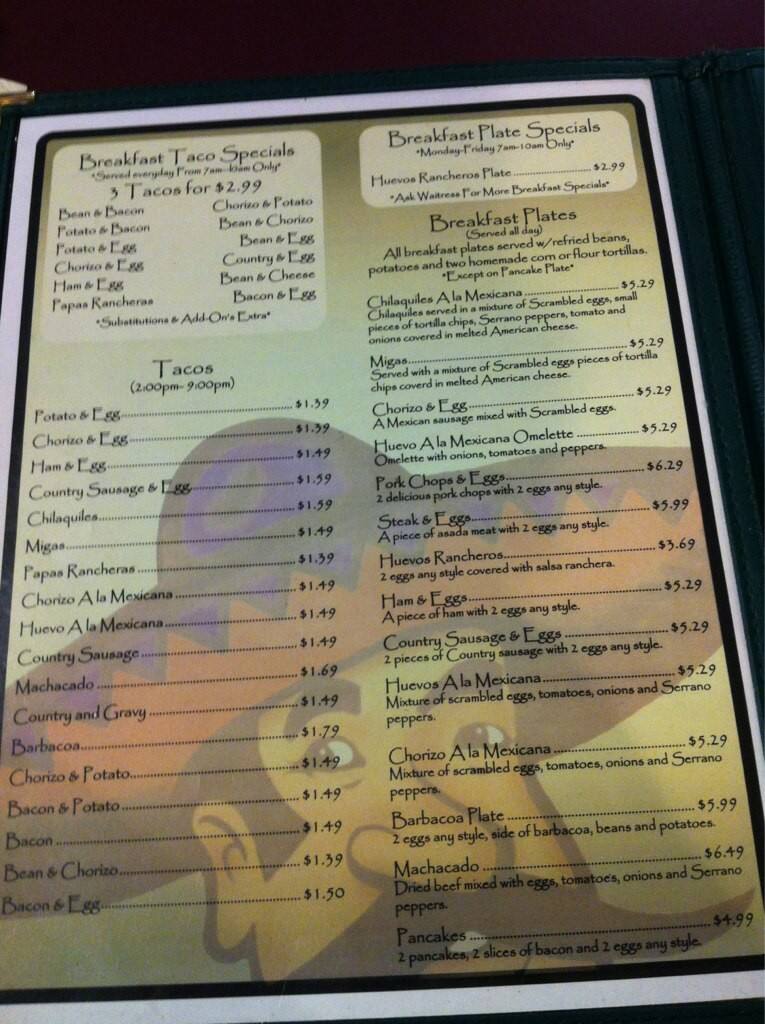 Breakfast Taco Specials
*Served everyday From 7am-10am Only*
3 Tacos for $2.99
Bean & Bacon
Potato & Bacon
Potato & Egg
Chorizo & Egg
Ham & Egg
Papas Rancheras
Chorizo & Potato
Bean & Chorizo
Bean & Egg
Country & Egg
Bean & Cheese
Bacon & Egg
*Substitutions & Add-On's Extra*
Tacos
(2:00pm-9:00pm)
Potato & Egg $1.39
Chorizo & Egg $1.39
Ham & Egg $1.49
Country Sausage & Egg $1.59
Chilaquiles $1.59
Migas $1.49
Papas Rancheras $1.39
Chorizo A la Mexicana $1.49
Huevo A la Mexicana $1.49
Country Sausage $1.49
Machacado $1.69
Country and Gravy $1.49
Barbacoa $1.79
Chorizo & Potato $1.49
Bacon & Potato $1.49
Bacon $1.49
Bean & Chorizo $1.39
Bacon & Egg $1.50
Breakfast Plate Specials
*Monday-Friday 7am-10am Only*
Huevos Rancheros Plate $2.99
*Ask Waitress For More Breakfast Specials*
Breakfast Plates
(Served all day)
All breakfast plates served w/refried beans,
potatoes and two homemade corn or flour tortillas.
*Except on Pancake Plate*
Chilaquiles A la Mexicana $5.29
Chilaquiles served in a mixture of Scrambled eggs, small
pieces of tortilla chips, Serrano peppers, tomato and
onions covered in melted American cheese.
Migas $5.29
Served with a mixture of Scrambled eggs pieces of tortilla
chips coverd in melted American cheese.
Chorizo & Egg $5.29
A Mexican sausage mixed with Scrambled eggs.
Huevo A la Mexicana Omelette $5.29
Omelette with onions, tomatoes and peppers.
Pork Chops & Eggs $6.29
2 delicious pork chops with 2 eggs any style.
Steak & Eggs $5.99
A piece of asada meat with 2 eggs any style.
Huevos Rancheros $3.69
2 eggs any style covered with salsa ranchera.
Ham & Eggs $5.29
A piece of ham with 2 eggs any style.
Country Sausage & Eggs $5.29
2 pieces of Country sausage with 2 eggs any style.
Huevos A la Mexicana $5.29
Mixture of scrambled eggs, tomatoes, onions and Serrano
peppers.
Chorizo A la Mexicana $5.29
Mixture of scrambled eggs, tomatoes, onions and Serrano
peppers.
Barbacoa Plate $5.99
2 eggs any style, side of barbacoa, beans and potatoes.
Machacado $6.49
Dried beef mixed with eggs, tomatoes, onions and Serrano
peppers.
Pancakes $4.99
2 pancakes, 2 slices of bacon and 2 eggs any style.